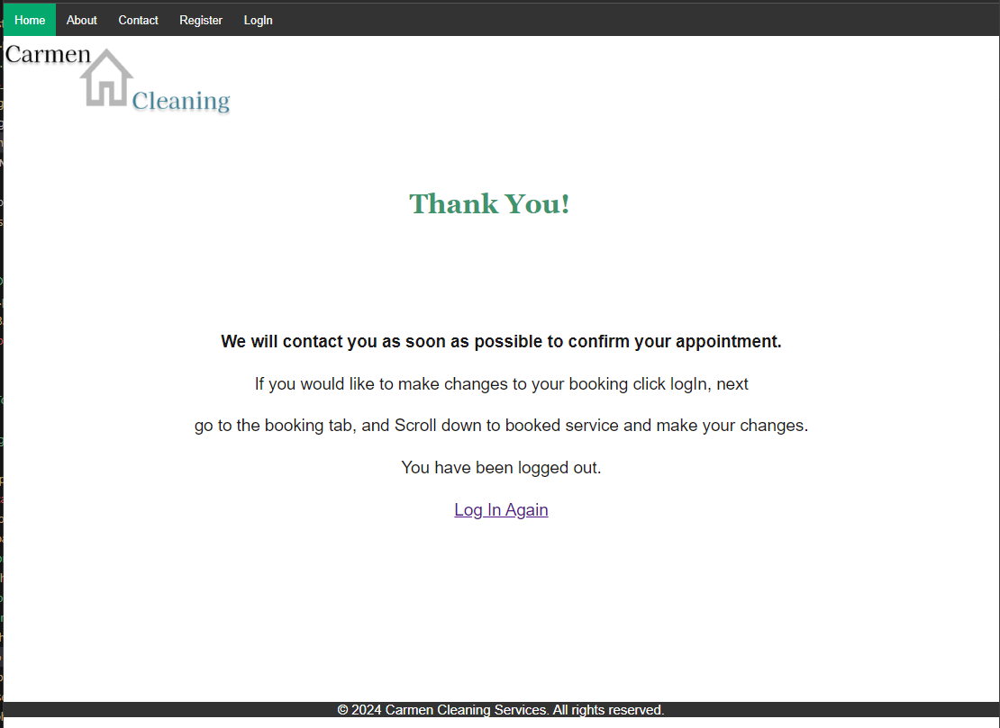 Home About Contact Register LogIn
Carmen
Cleaning
Thank You!
We will contact you as soon as possible to confirm your appointment.
If you would like to make changes to your booking click logIn, next
go to the booking tab, and Scroll down to booked service and make your changes.
You have been logged out.
Log In Again
© 2024 Carmen Cleaning Services. All rights reserved.